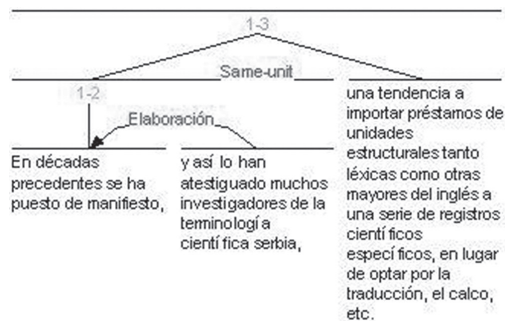 1-3
Same-unit
1-2
Elaboración
En décadas
precedentes se ha
puesto de manifiesto,
y así lo han
atestiguado muchos
investigadores de la
terminología
científica serbia,
una tendencia a
importar préstamos de
unidades
estructurales tanto
léxicas como otras
mayores del inglés a
una serie de registros
científicos
específicos, en lugar
de optar por la
traducción, el calco,
etc.